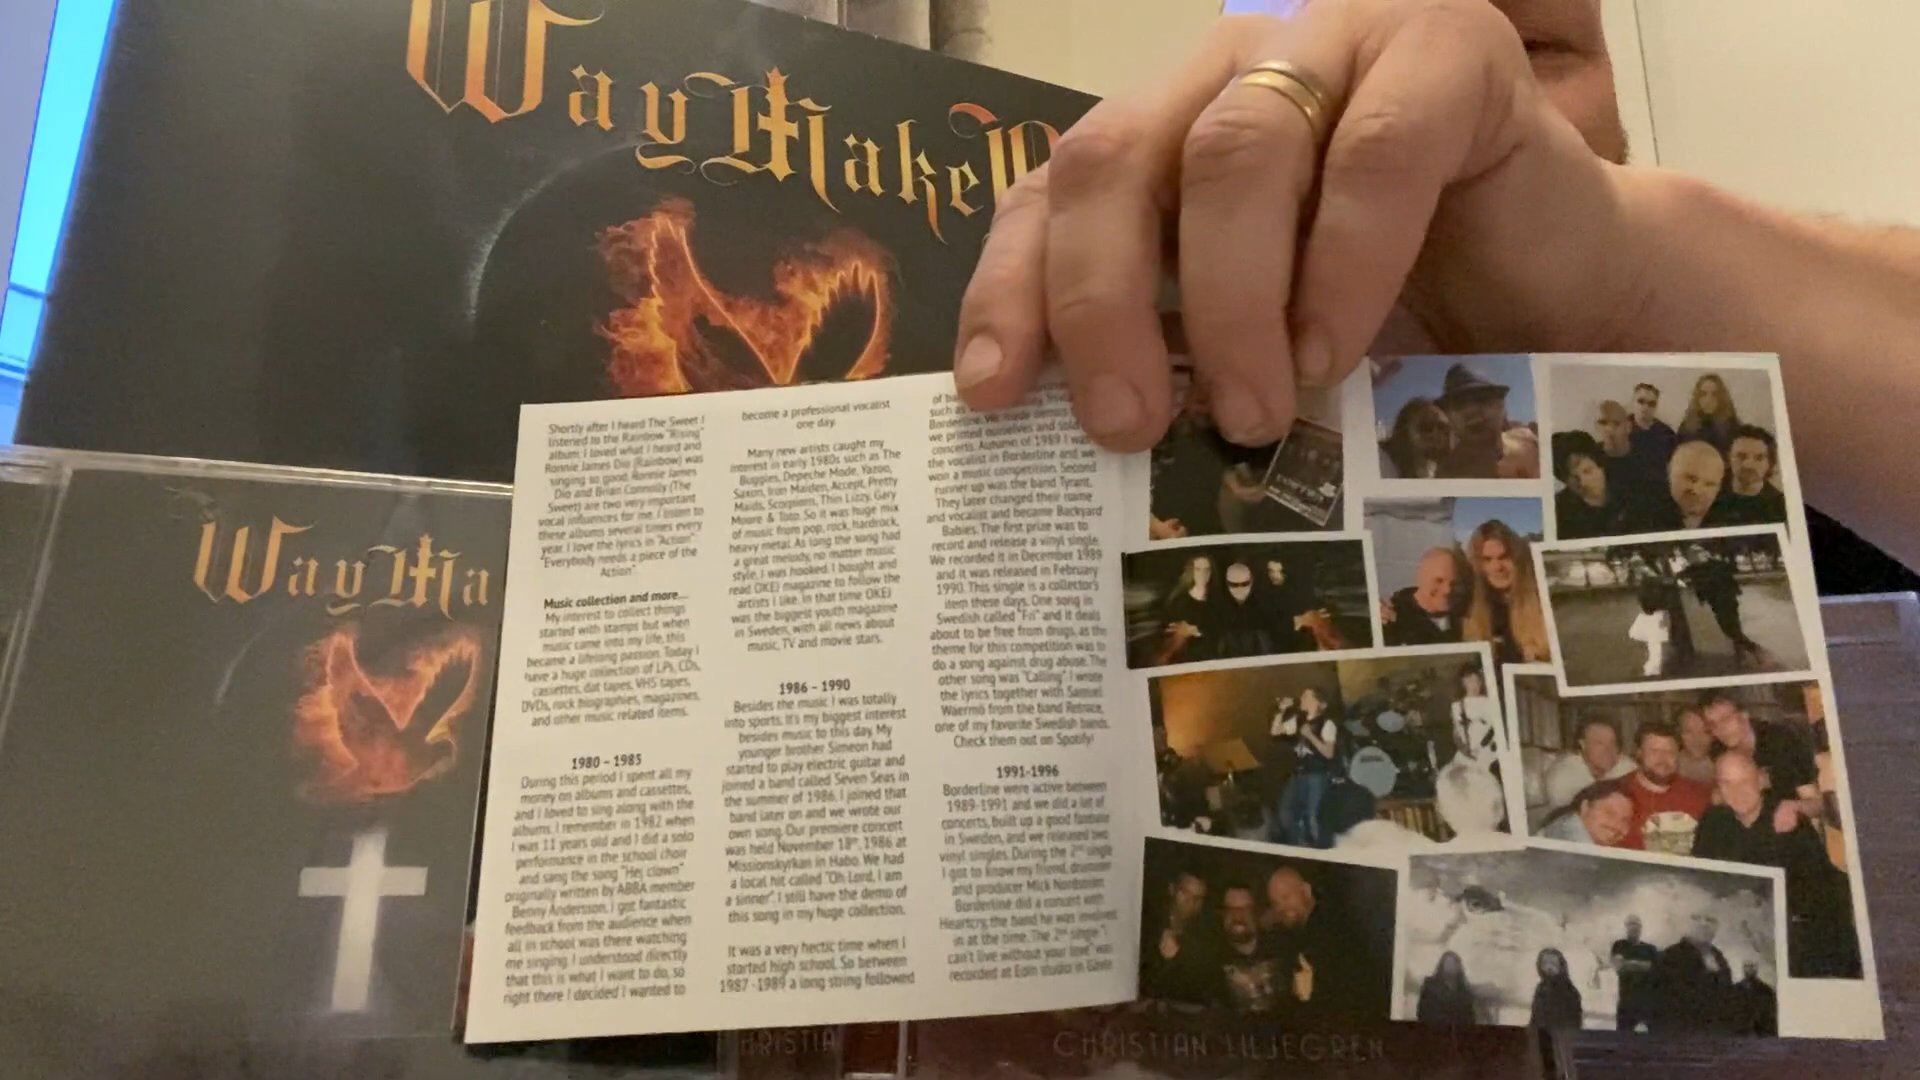 WayMake
WayMa
Shortly after I heard The Sweet I
listened to the Rainbow "Rising"
album. I loved what I heard and
Ronnie James Dio (Rainbow) was
singing so good. Ronnie James
Dio and Brian Connolly (The
Sweet) are two very important
vocal influences for me. I listen to
these albums several times every
year. I love the lyrics in "Action"
"Everybody needs a piece of the
Action".
Music collection and more...
My interest to collect things
started with stamps but when
music came into my life, this
became a lifelong passion. Today I
have a huge collection of LPs, CDs,
cassettes, dat tapes, VHS tapes,
DVDs, rock biographies, magazines,
and other music related items.
1980 – 1985
During this period I spent all my
money on albums and cassettes,
and I loved to sing along with the
albums. I remember in 1982 when
I was 11 years old and I did a solo
performance in the school choir
and sang the song "Hej clown"
originally written by ABBA member
Benny Andersson. I got fantastic
feedback from the audience when
all in school was there watching
me singing. I understood directly
that this is what I want to do, so
right there I decided I wanted to
become a professional vocalist
one day.
Many new artists caught my
interest in early 1980s such as The
Buggles, Depeche Mode, Yazoo,
Saxon, Iron Maiden, Accept, Pretty
Maids, Scorpions, Thin Lizzy, Gary
Moore & Toto. So it was huge mix
of music from pop, rock, hardrock,
heavy metal. As long the song had
a great melody, no matter music
style, I was hooked. I bought and
read OKEJ magazine to follow the
artists I like. In that time OKEJ
was the biggest youth magazine
in Sweden, with all news about
music, TV and movie stars.
1986 – 1990
Besides the music I was totally
into sports. It's my biggest interest
besides music to this day. My
younger brother Simeon had
started to play electric guitar and
joined a band called Seven Seas in
the summer of 1986. I joined that
band later on and we wrote our
own song. Our premiere concert
was held November 18th, 1986 at
Missionskyrkan in Habo. We had
a local hit called "Oh Lord, I am
a sinner". I still have the demo of
this song in my huge collection.
It was a very hectic time when I
started high school. So between
1987 -1989 a long string followed
of
such as
Borderline. We made demos
we printed ourselves and sold
concerts. Autumn of 1989 I was
the vocalist in Borderline and we
won a music competition. Second
runner up was the band Tyrant.
They later changed their name
and vocalist and became Backyard
Babies. The first prize was to
record and release a vinyl single.
We recorded it in December 1989
and it was released in February
1990. This single is a collector's
item these days. One song in
Swedish called "Fri" and it deals
about to be free from drugs, as the
theme for this competition was to
do a song against drug abuse. The
other song was "Calling". I wrote
the lyrics together with Samuel
Waermö from the band Retrace,
one of my favorite Swedish bands.
Check them out on Spotify!
1991-1996
Borderline were active between
1989-1991 and we did a lot of
concerts, built up a good fanbase
in Sweden, and we released two
vinyl singles. During the 2nd single
I got to know my friend, drummer
and producer Mick Nordström.
Borderline did a concert with
Heartcry, the band he was involved
in at the time. The 2nd single "I
can't live without your love" was
recorded at Eoin studio in Gävle
HRISTIA
CHRISTIAN LILJEGREN